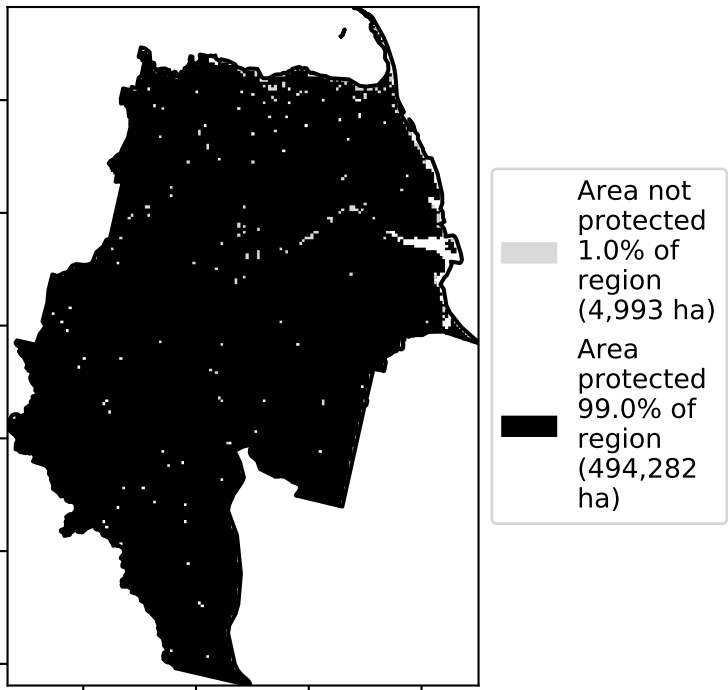 Area not
protected
1.0% of
region
(4,993 ha)
Area
protected
99.0% of
region
(494,282
ha)